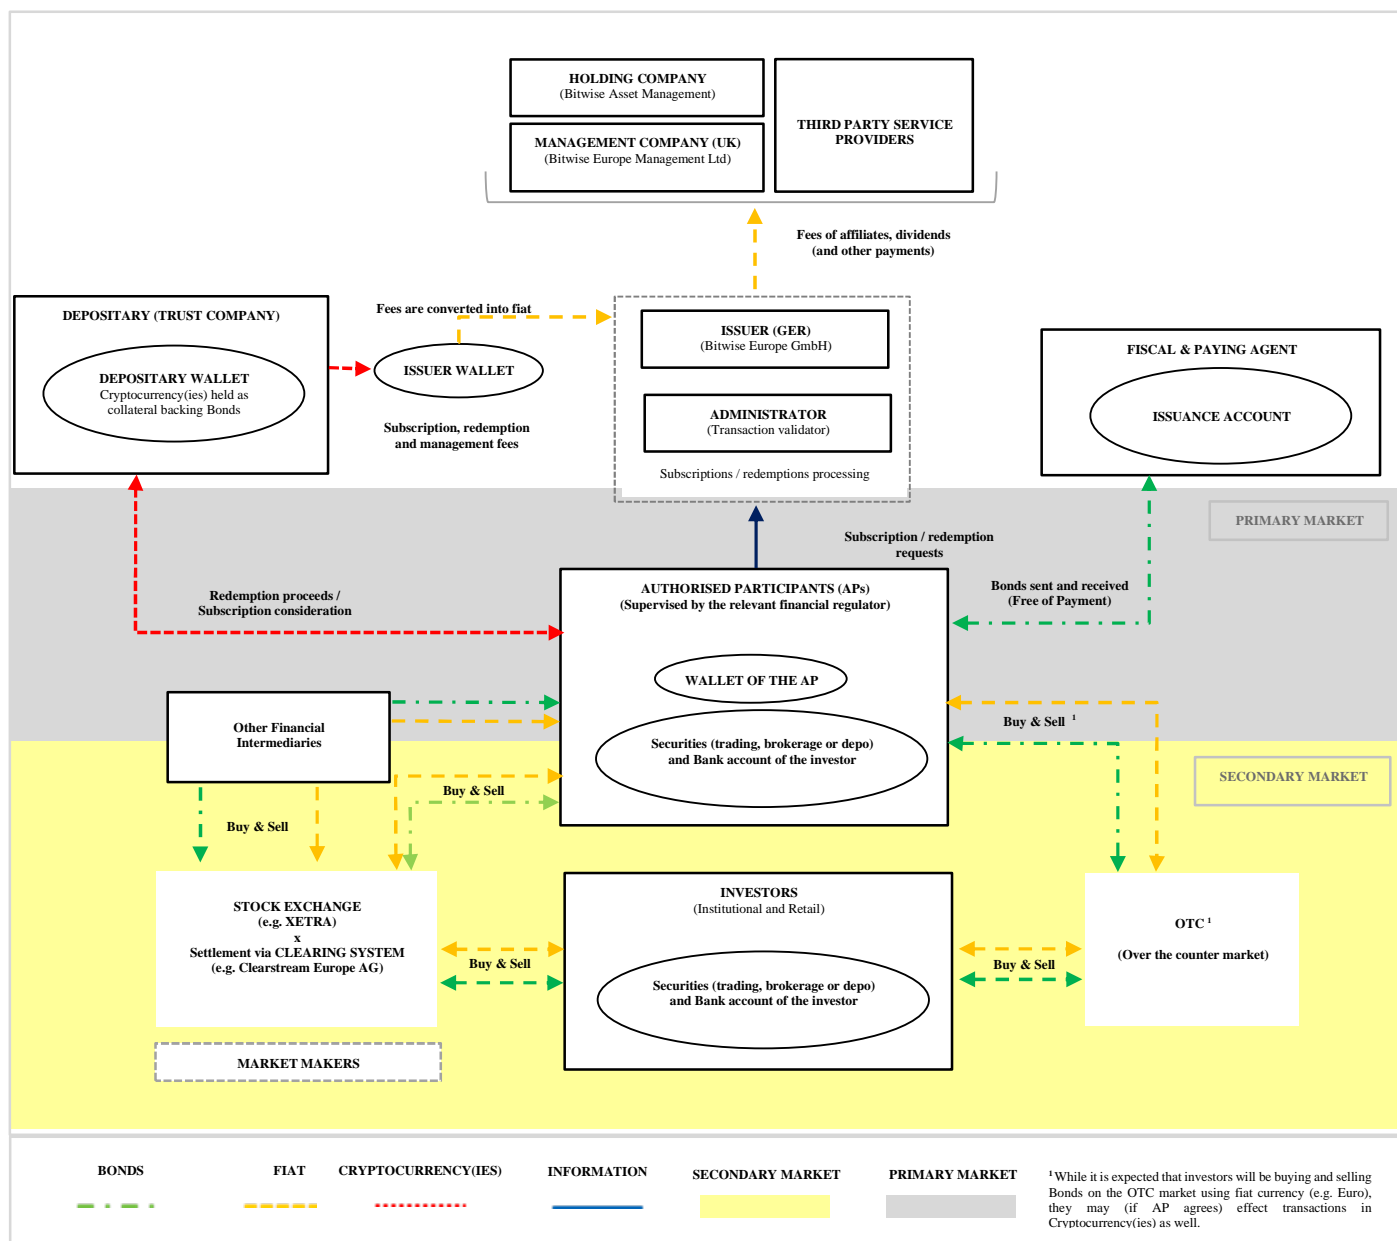 HOLDING COMPANY
(Bitwise Asset Management)
MANAGEMENT COMPANY (UK)
(Bitwise Europe Management Ltd)
THIRD PARTY SERVICE
PROVIDERS
Fees of affiliates, dividends
(and other payments)
DEPOSITARY (TRUST COMPANY)
DEPOSITARY WALLET
Cryptocurrency(ies) held as
collateral backing Bonds
Fees are converted into fiat
ISSUER WALLET
Subscription, redemption
and management fees
ISSUER (GER)
(Bitwise Europe GmbH)
ADMINISTRATOR
(Transaction validator)
Subscriptions / redemptions processing
FISCAL & PAYING AGENT
ISSUANCE ACCOUNT
PRIMARY MARKET
Subscription / redemption
requests
Redemption proceeds /
Subscription consideration
AUTHORISED PARTICIPANTS (APs)
(Supervised by the relevant financial regulator)
Bonds sent and received
(Free of Payment)
WALLET OF THE AP
Securities (trading, brokerage or depo)
and Bank account of the investor
Other Financial
Intermediaries
Buy & Sell ¹
SECONDARY MARKET
Buy & Sell
Buy & Sell
STOCK EXCHANGE
(e.g. XETRA)
x
Settlement via CLEARING SYSTEM
(e.g. Clearstream Europe AG)
Buy & Sell
INVESTORS
(Institutional and Retail)
Securities (trading, brokerage or depo)
and Bank account of the investor
Buy & Sell
OTC ¹
(Over the counter market)
MARKET MAKERS
BONDS
FIAT
CRYPTOCURRENCY(IES)
INFORMATION
SECONDARY MARKET
PRIMARY MARKET
¹ While it is expected that investors will be buying and selling
Bonds on the OTC market using fiat currency (e.g. Euro),
they may (if AP agrees) effect transactions in
Cryptocurrency(ies) as well.